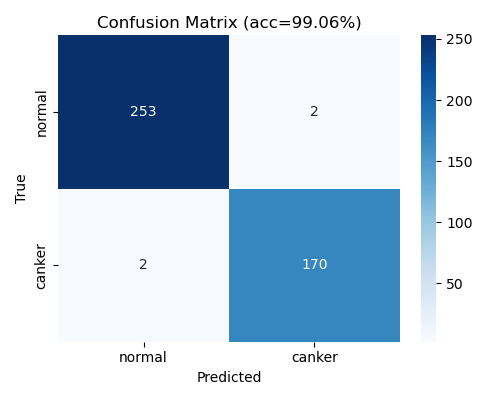 Confusion Matrix (acc=99.06%)
True
normal
253
2
canker
2
170
normal
canker
Predicted
250
200
150
100
50